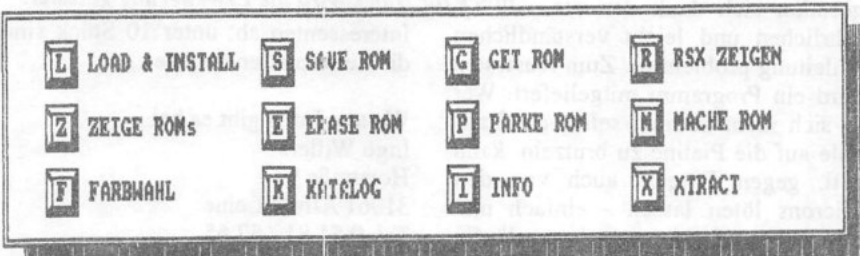 L LOAD & INSTALL S SAVE ROM G GET ROM R RSX ZEIGEN
Z ZEIGE ROMs E ERASE ROM P PARKE ROM M MACHE ROM
F FARBWAHL K KATALOG I INFO X XTRACT